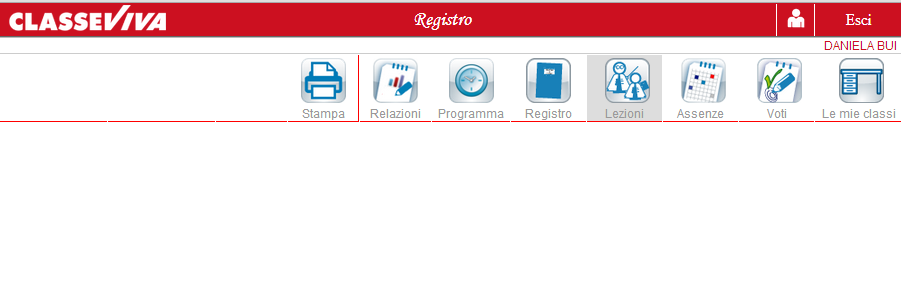 CLASSEVIVA Registro Esci
DANIELA BUI
Stampa Relazioni Programma Registro Lezioni Assenze Voti Le mie classi